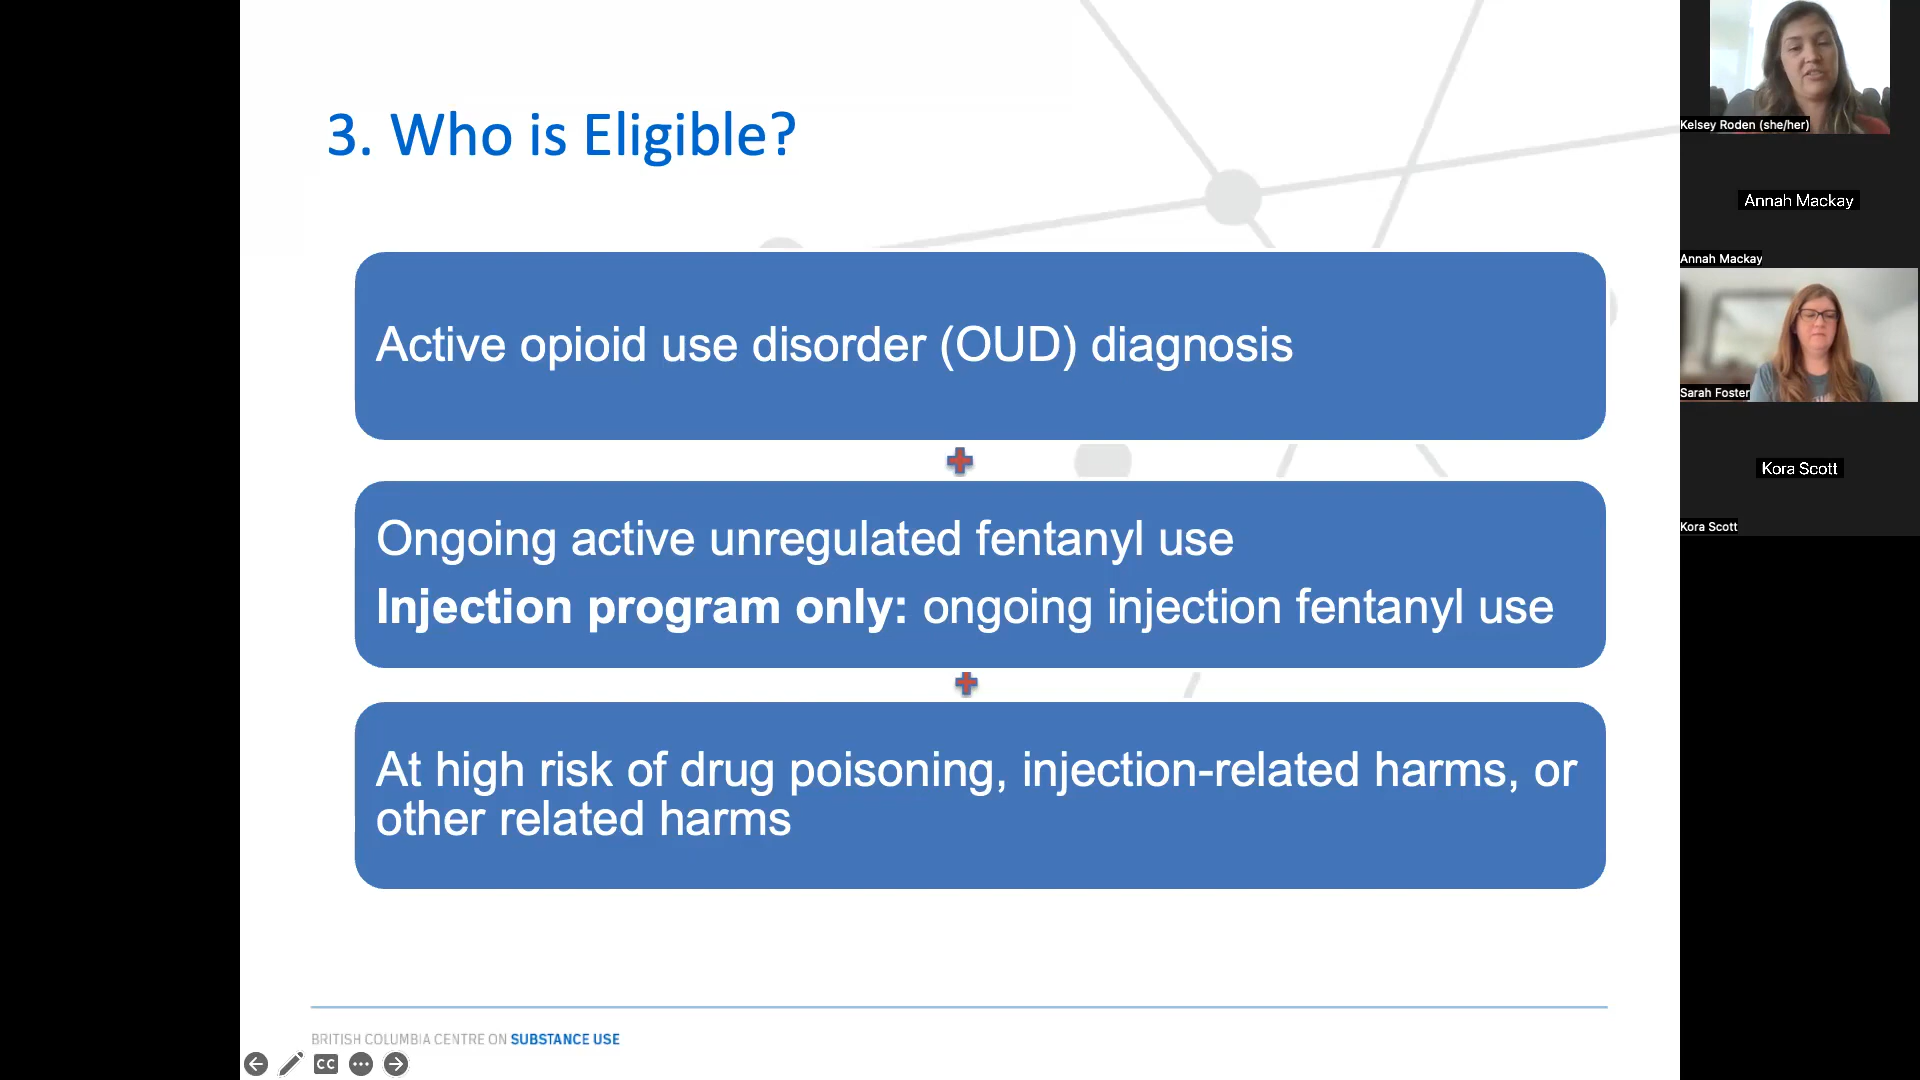 3. Who is Eligible?
Active opioid use disorder (OUD) diagnosis
Ongoing active unregulated fentanyl use
Injection program only: ongoing injection fentanyl use
At high risk of drug poisoning, injection-related harms, or
other related harms
BRITISH COLUMBIA CENTRE ON SUBSTANCE USE
CC
Kelsey Roden (she/her)
Annah Mackay
Annah Mackay
Sarah Foster
Kora Scott
Kora Scott